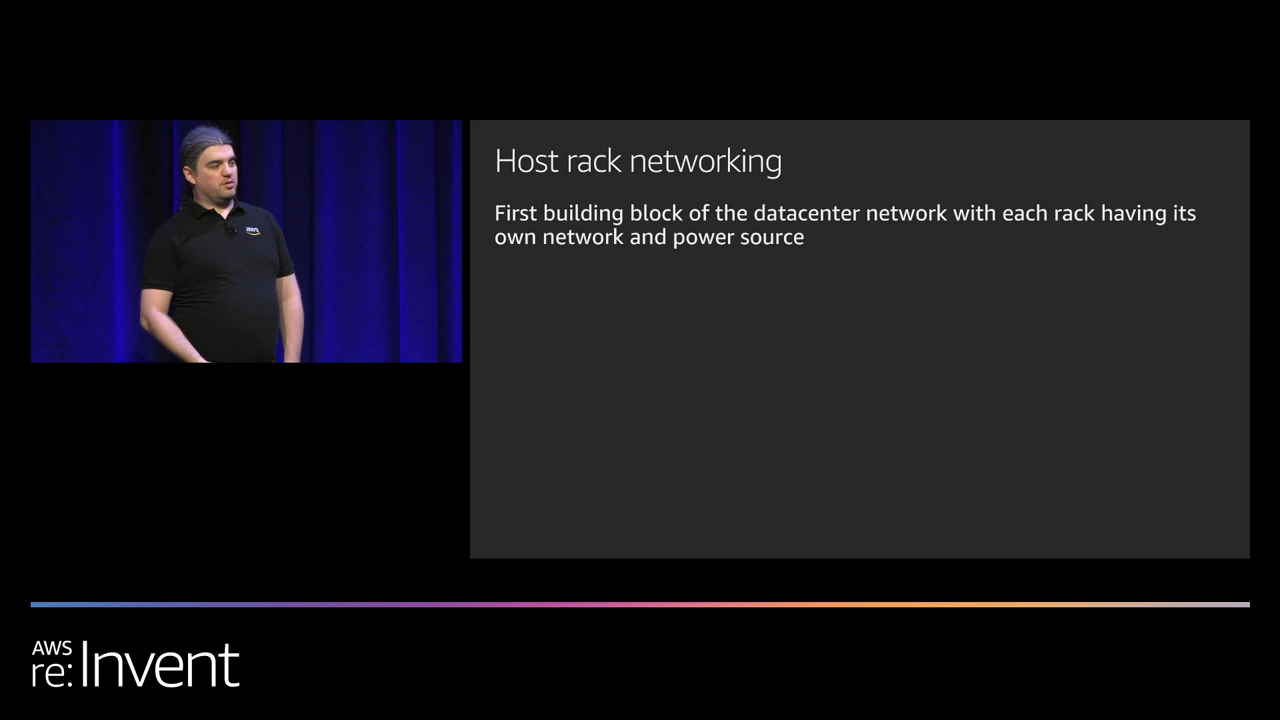 Host rack networking
First building block of the datacenter network with each rack having its
own network and power source
aws
AWS
re:Invent